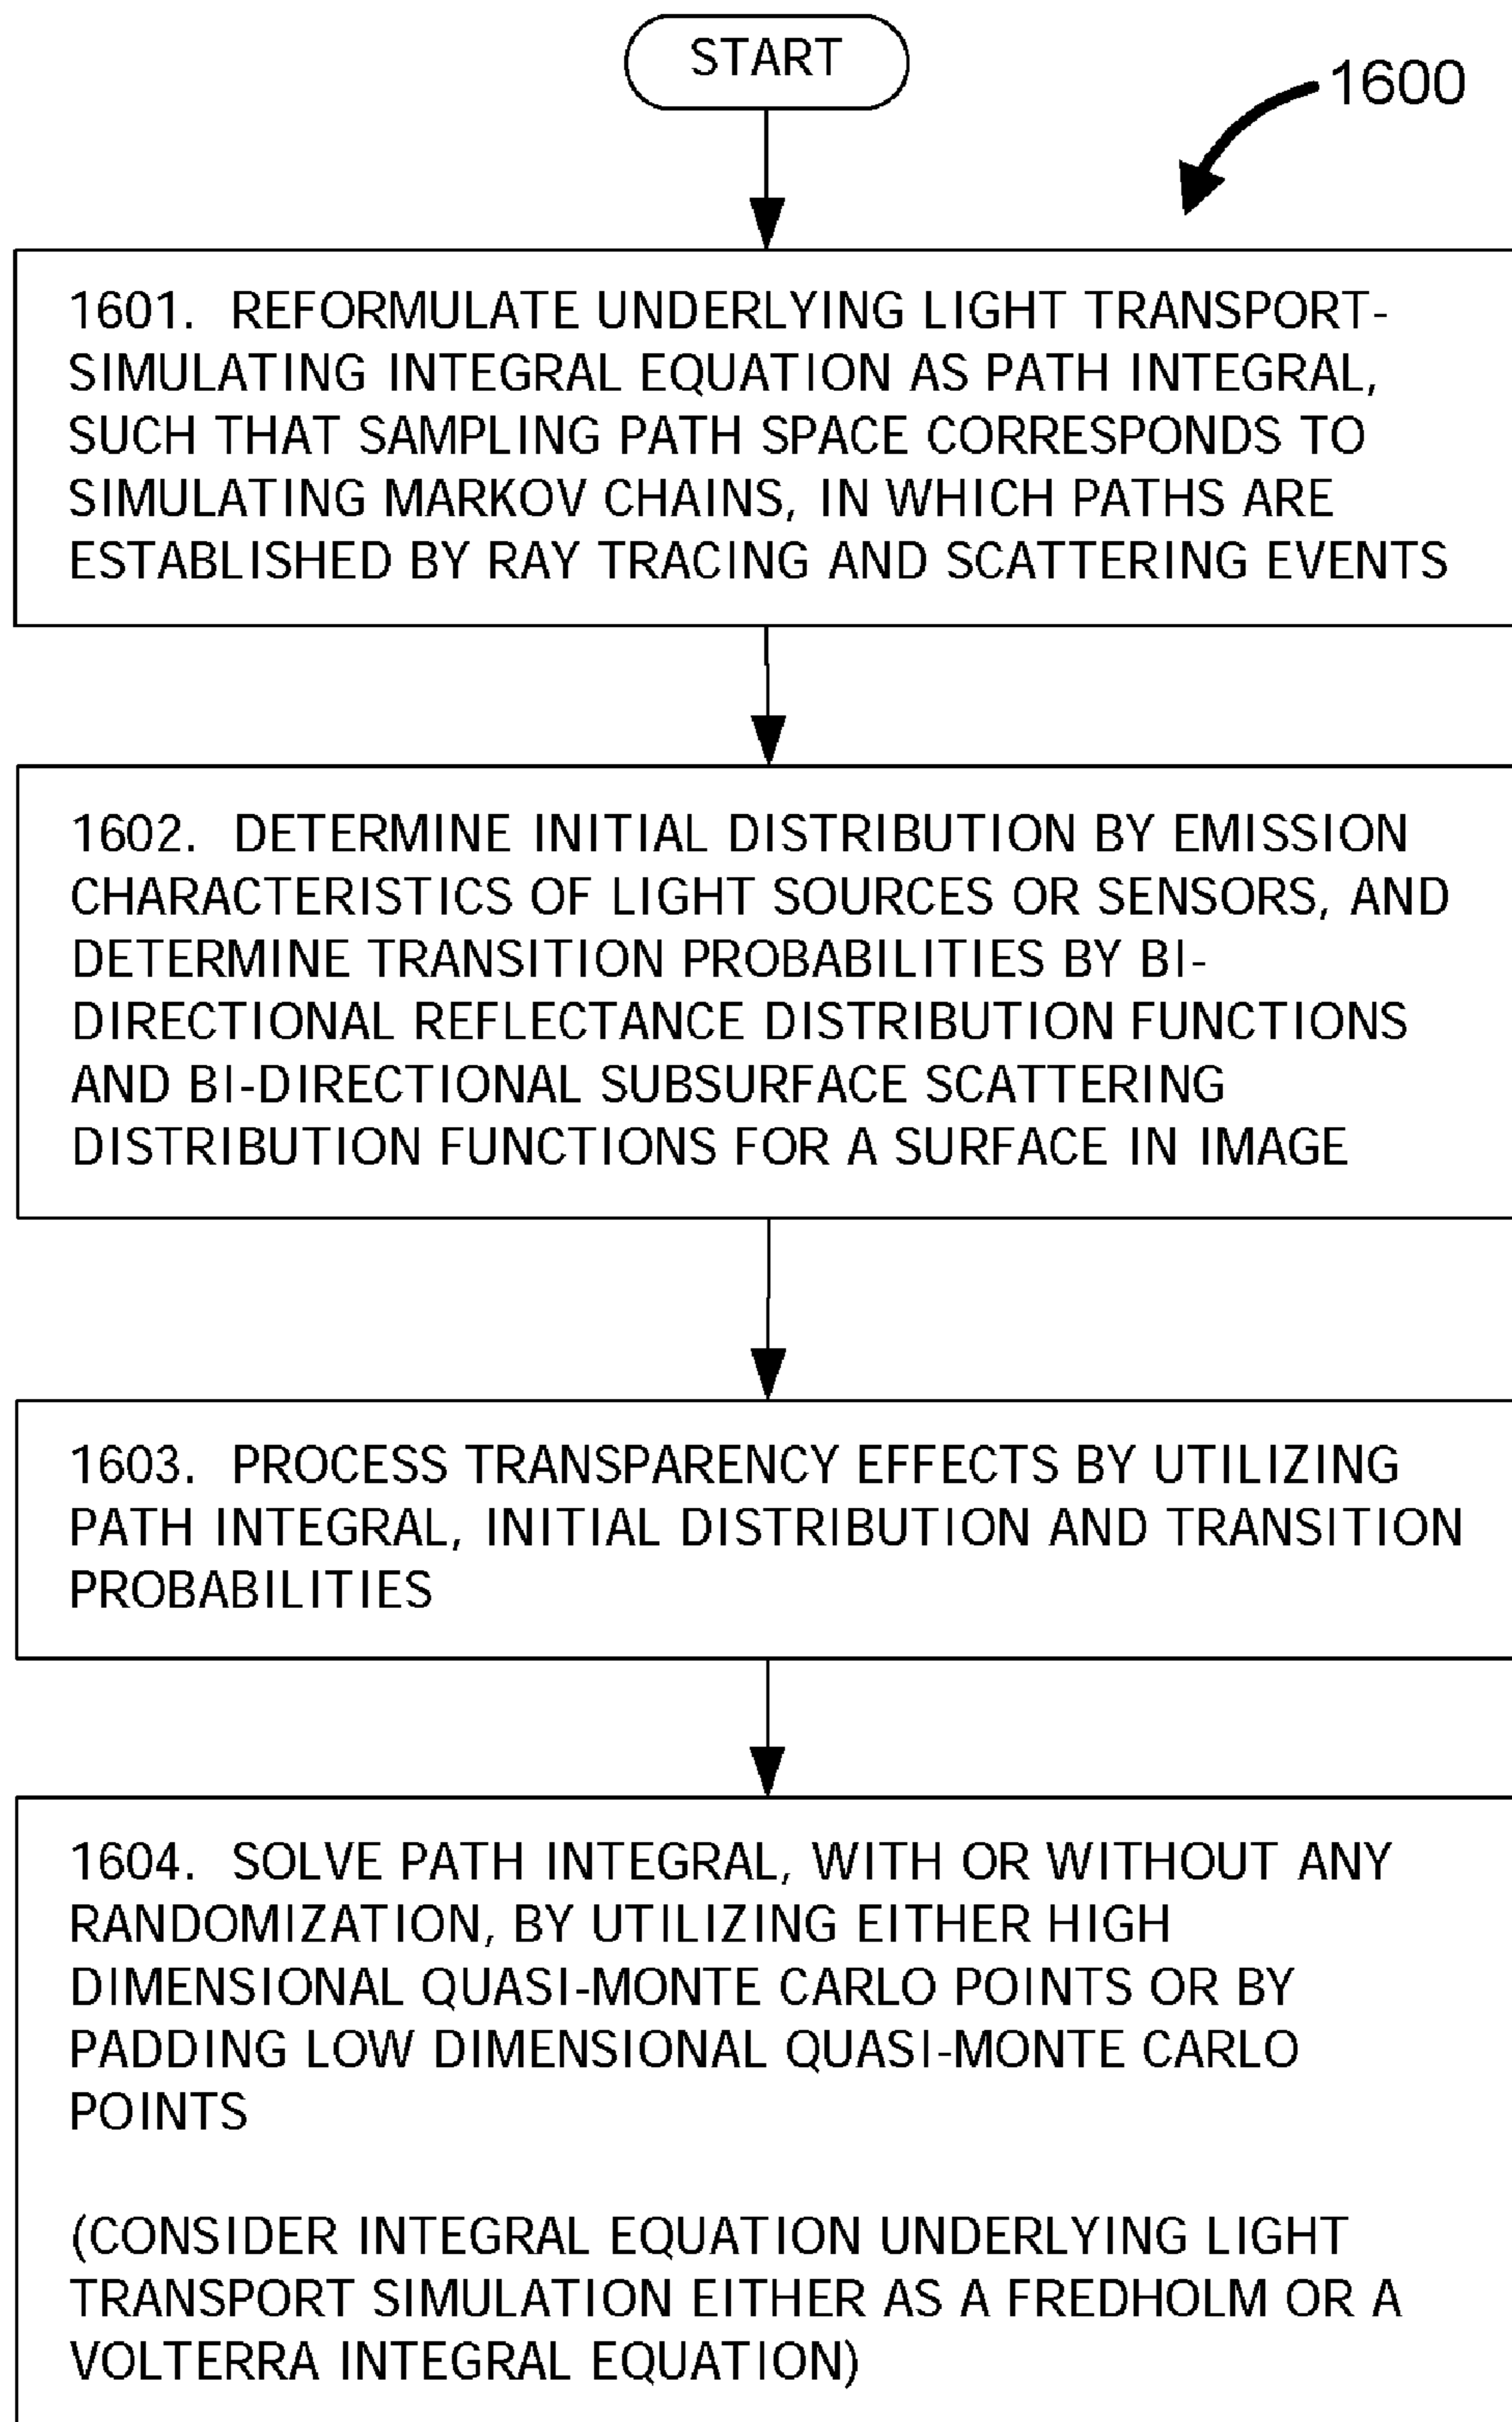 START
1600
1601. REFORMULATE UNDERLYING LIGHT TRANSPORT-
SIMULATING INTEGRAL EQUATION AS PATH INTEGRAL,
SUCH THAT SAMPLING PATH SPACE CORRESPONDS TO
SIMULATING MARKOV CHAINS, IN WHICH PATHS ARE
ESTABLISHED BY RAY TRACING AND SCATTERING EVENTS
1602. DETERMINE INITIAL DISTRIBUTION BY EMISSION
CHARACTERISTICS OF LIGHT SOURCES OR SENSORS, AND
DETERMINE TRANSITION PROBABILITIES BY BI-
DIRECTIONAL REFLECTANCE DISTRIBUTION FUNCTIONS
AND BI-DIRECTIONAL SUBSURFACE SCATTERING
DISTRIBUTION FUNCTIONS FOR A SURFACE IN IMAGE
1603. PROCESS TRANSPARENCY EFFECTS BY UTILIZING
PATH INTEGRAL, INITIAL DISTRIBUTION AND TRANSITION
PROBABILITIES
1604. SOLVE PATH INTEGRAL, WITH OR WITHOUT ANY
RANDOMIZATION, BY UTILIZING EITHER HIGH
DIMENSIONAL QUASI-MONTE CARLO POINTS OR BY
PADDING LOW DIMENSIONAL QUASI-MONTE CARLO
POINTS
(CONSIDER INTEGRAL EQUATION UNDERLYING LIGHT
TRANSPORT SIMULATION EITHER AS A FREDHOLM OR A
VOLTERRA INTEGRAL EQUATION)